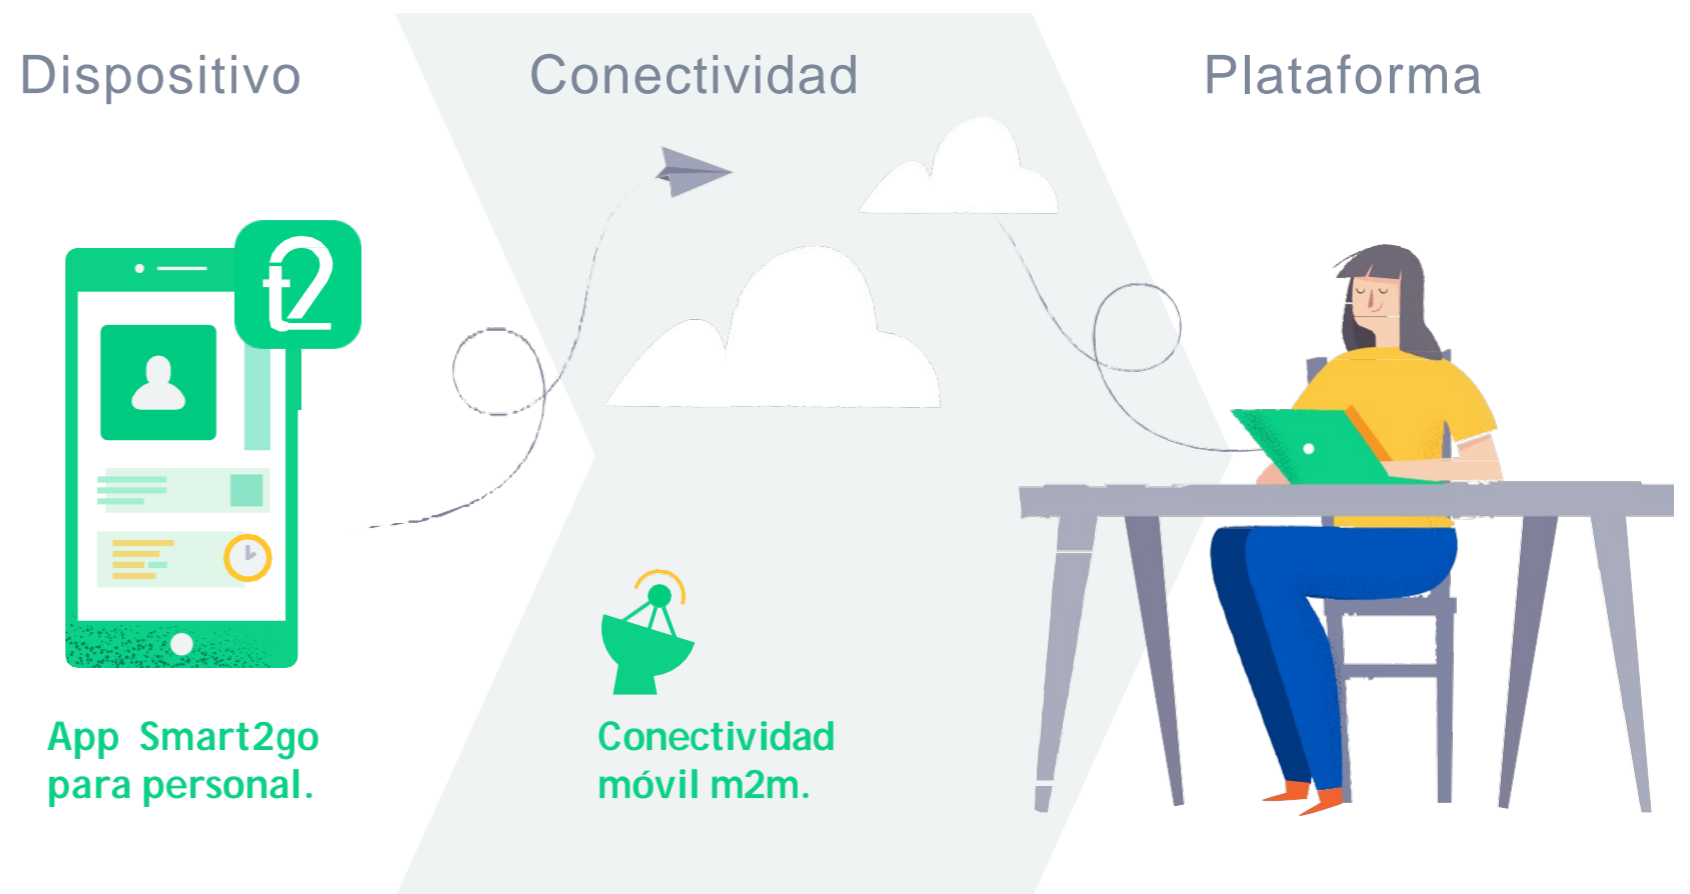 Dispositivo
Conectividad
Plataforma
t2
App Smart2go
para personal.
Conectividad
móvil m2m.